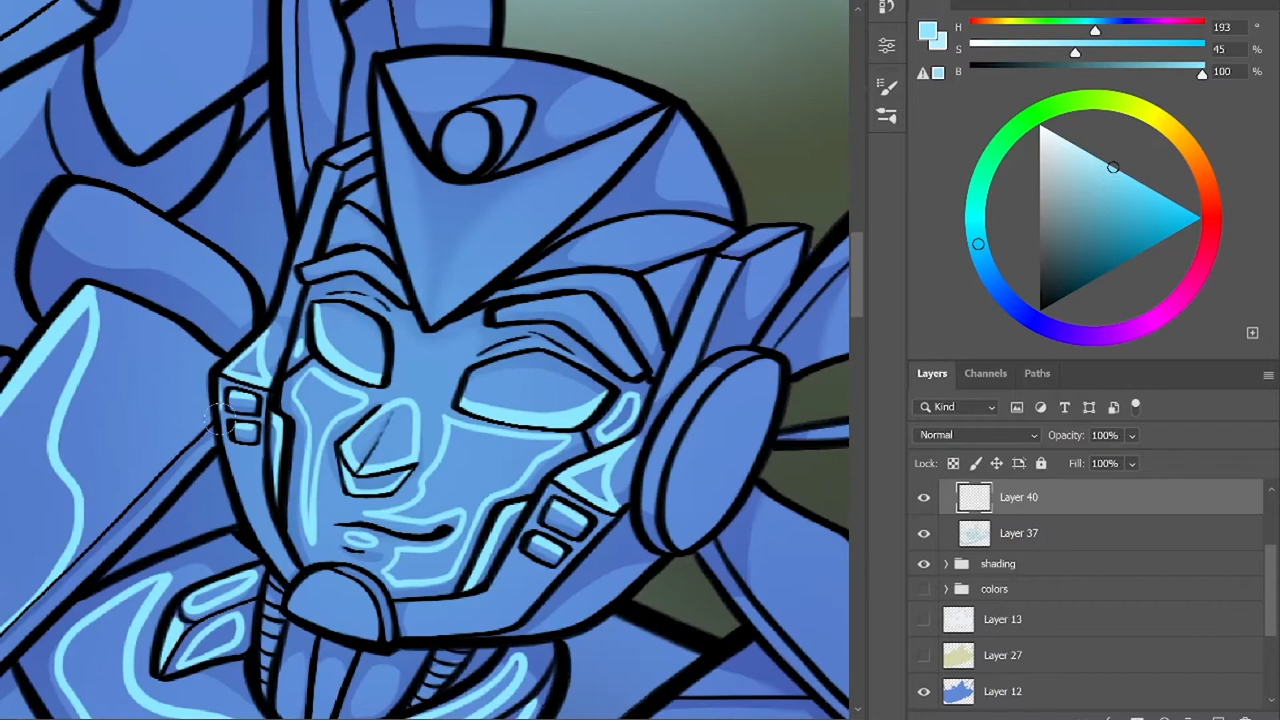 H 193 °
S 45 %
B 100 %
Layers Channels Paths
Kind
Normal Opacity: 100%
Lock: Fill: 100%
Layer 40
Layer 37
shading
colors
Layer 13
Layer 27
Layer 12